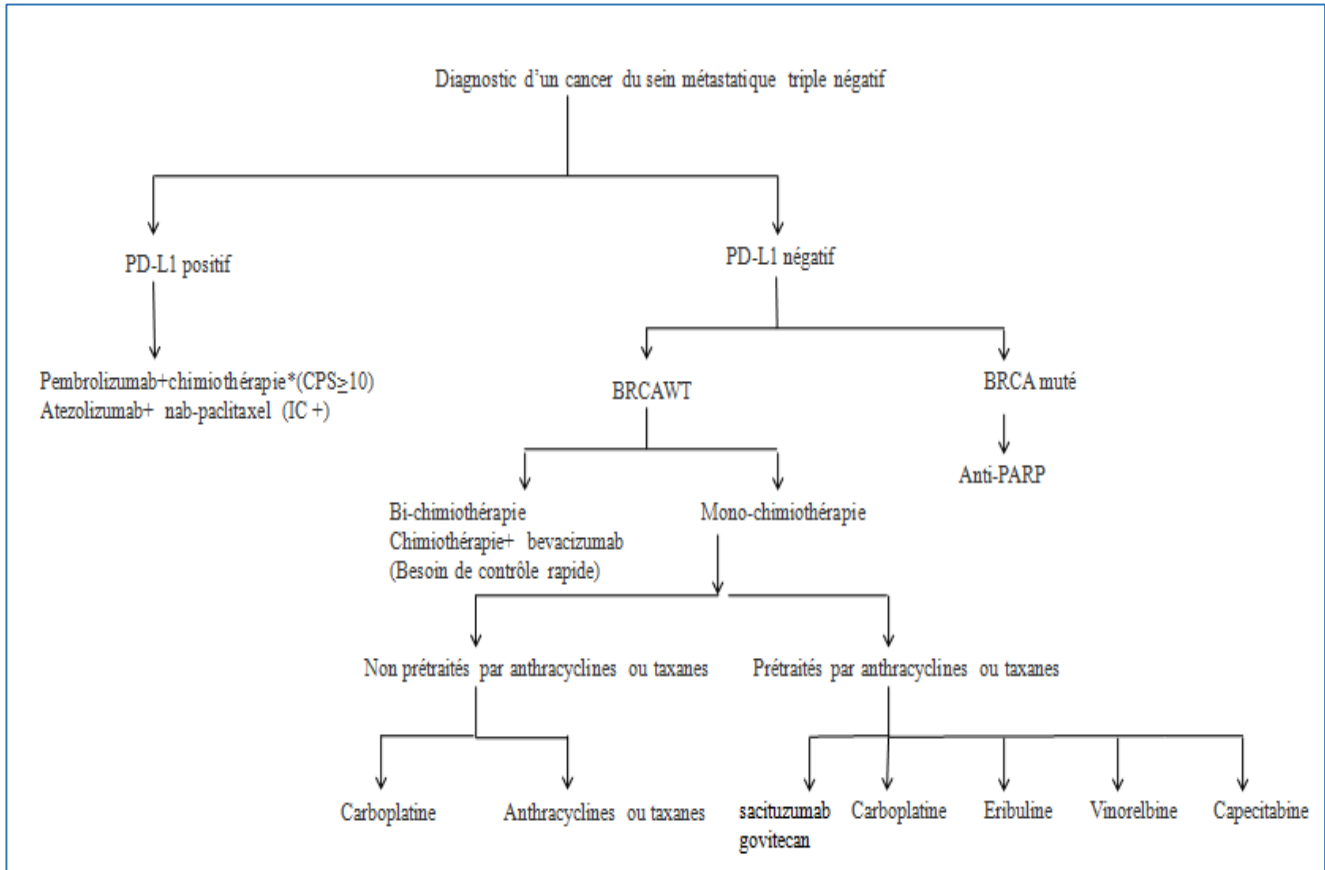 Diagnostic d'un cancer du sein métastatique triple négatif
PD-L1 positif
PD-L1 négatif
Pembrolizumab+chimiothérapie*(CPS≥10)
Atezolizumab+ nab-paclitaxel (IC +)
BRCAWT
BRCA muté
Anti-PARP
Bi-chimiothérapie
Chimiothérapie+ bevacizumab
(Besoin de contrôle rapide)
Mono-chimiothérapie
Non prétraités par anthracyclines ou taxanes
Prétraités par anthracyclines ou taxanes
Carboplatine
Anthracyclines ou taxanes
sacituzumab
govitecan
Carboplatine
Eribuline
Vinorelbine
Capecitabine